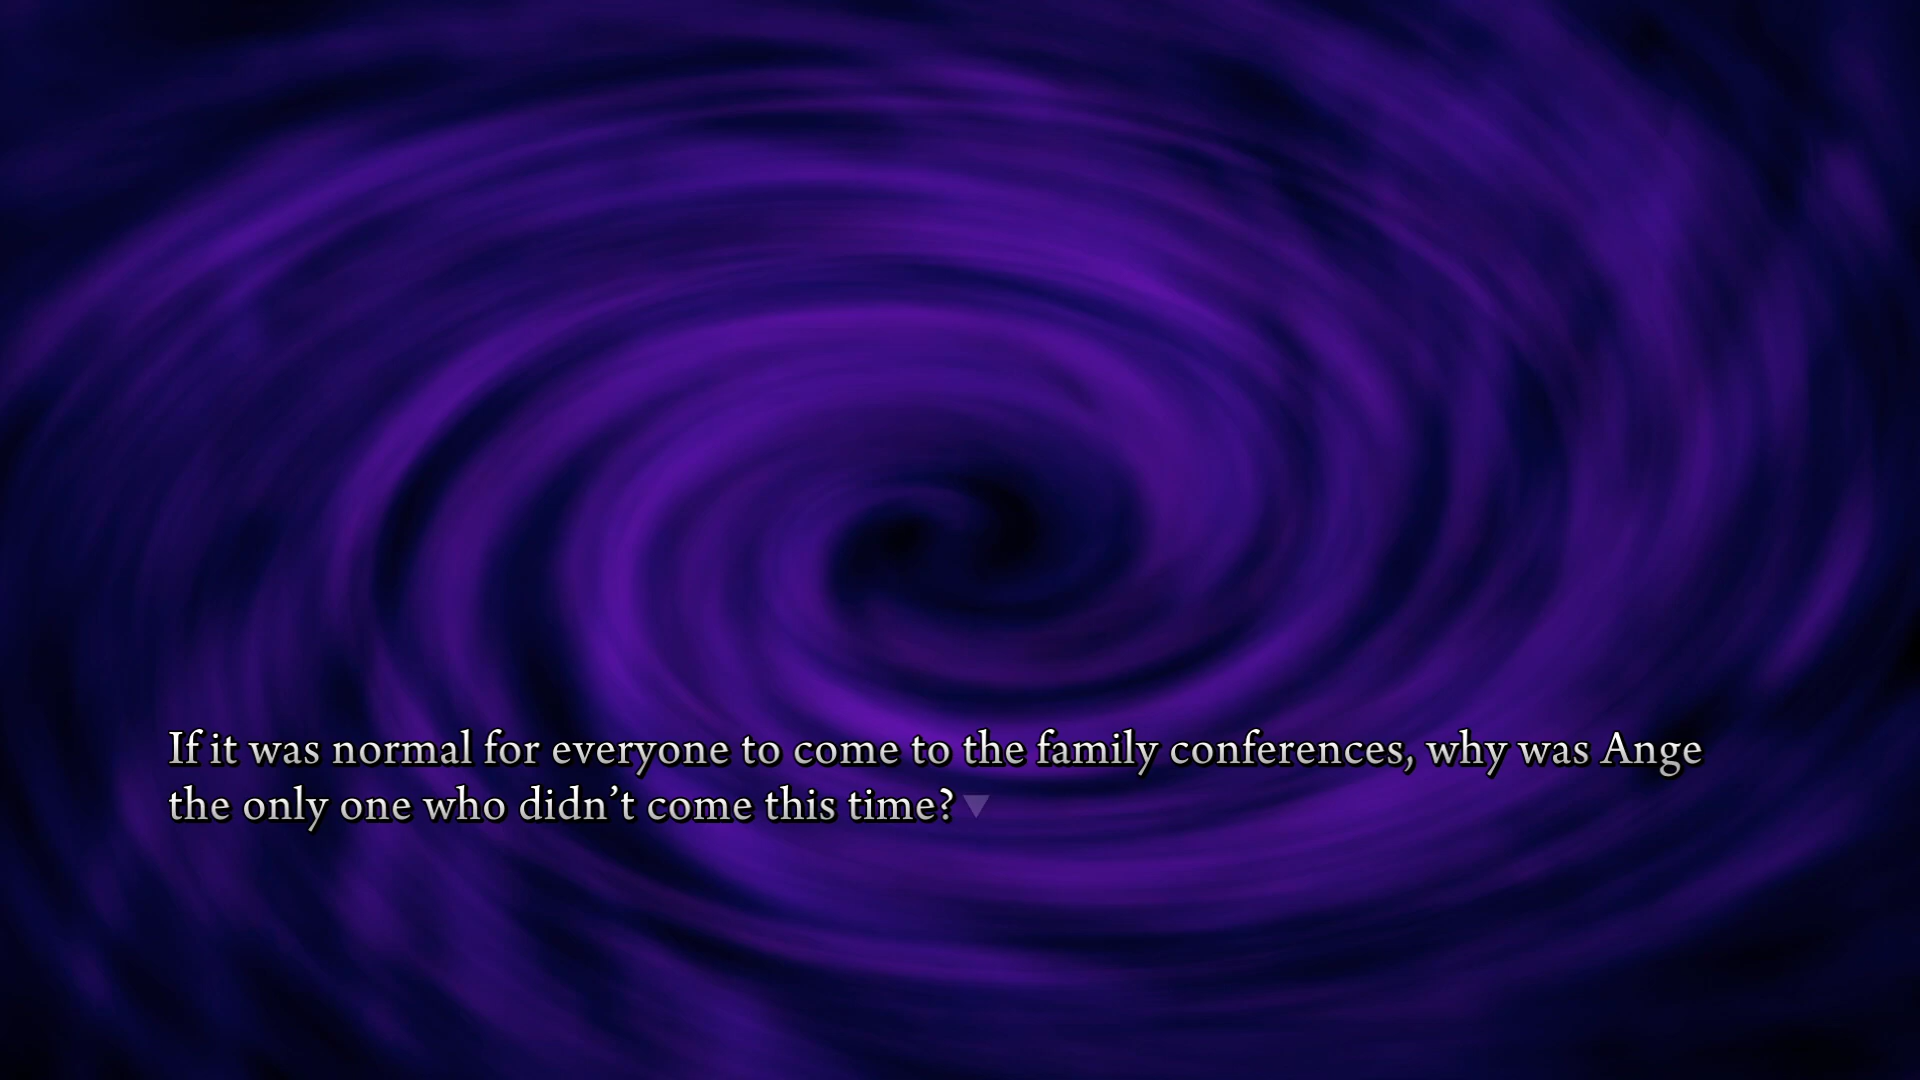 If it was normal for everyone to come to the family conferences, why was Ange
the only one who didn’t come this time?